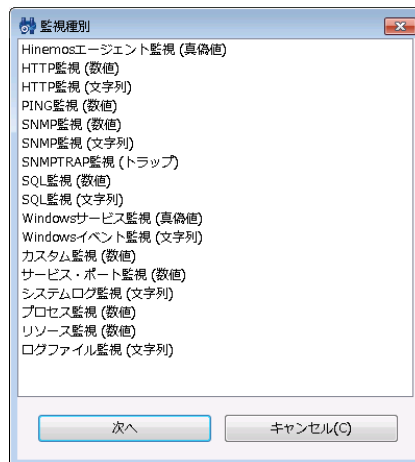 監視種別
Hinemosエージェント監視 (真偽値)
HTTP監視 (数値)
HTTP監視 (文字列)
PING監視 (数値)
SNMP監視 (数値)
SNMP監視 (文字列)
SNMPTRAP監視 (トラップ)
SQL監視 (数値)
SQL監視 (文字列)
Windowsサービス監視 (真偽値)
Windowsイベント監視 (文字列)
カスタム監視 (数値)
サービス・ポート監視 (数値)
システムログ監視 (文字列)
プロセス監視 (数値)
リソース監視 (数値)
ログファイル監視 (文字列)
次へ
キャンセル(C)